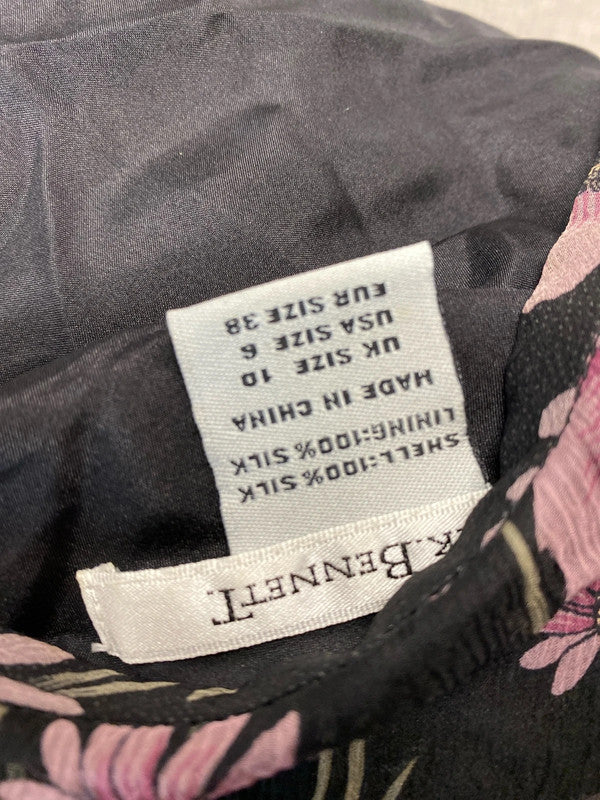 K.BENNETT.
SHELL:100% SILK
LINING:100% SILK
MADE IN CHINA
UK SIZE 10
USA SIZE 6
EUR SIZE 38